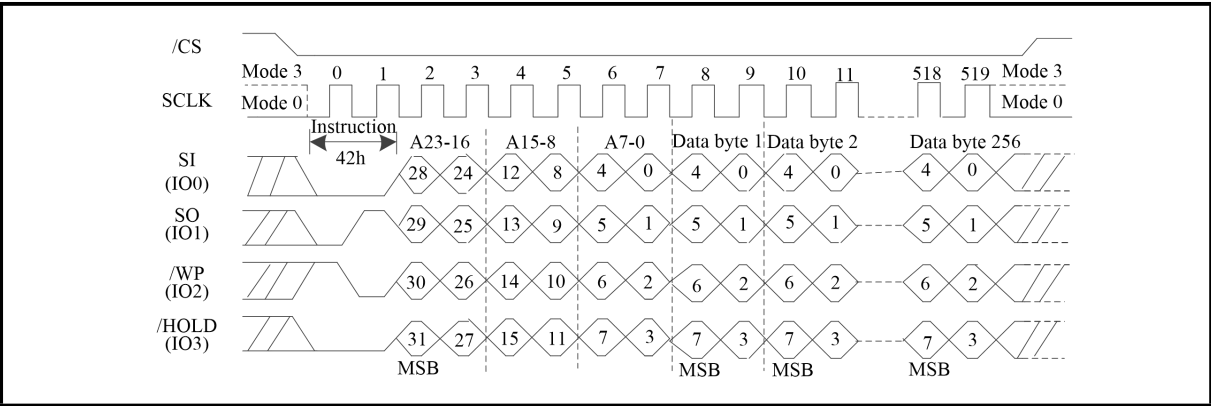 /CS
Mode 3 0 1 2 3 4 5 6 7 8 9 10 11 518 519 Mode 3
SCLK Mode 0 Mode 0
Instruction
42h A23-16 A15-8 A7-0 Data byte 1 Data byte 2 Data byte 256
SI
(IO0) 28 24 12 8 4 0 4 0 4 0 4 0
SO
(IO1) 29 25 13 9 5 1 5 1 5 1 5 1
/WP
(IO2) 30 26 14 10 6 2 6 2 6 2 6 2
/HOLD
(IO3) 31 27 15 11 7 3 7 3 7 3 7 3
MSB MSB MSB MSB